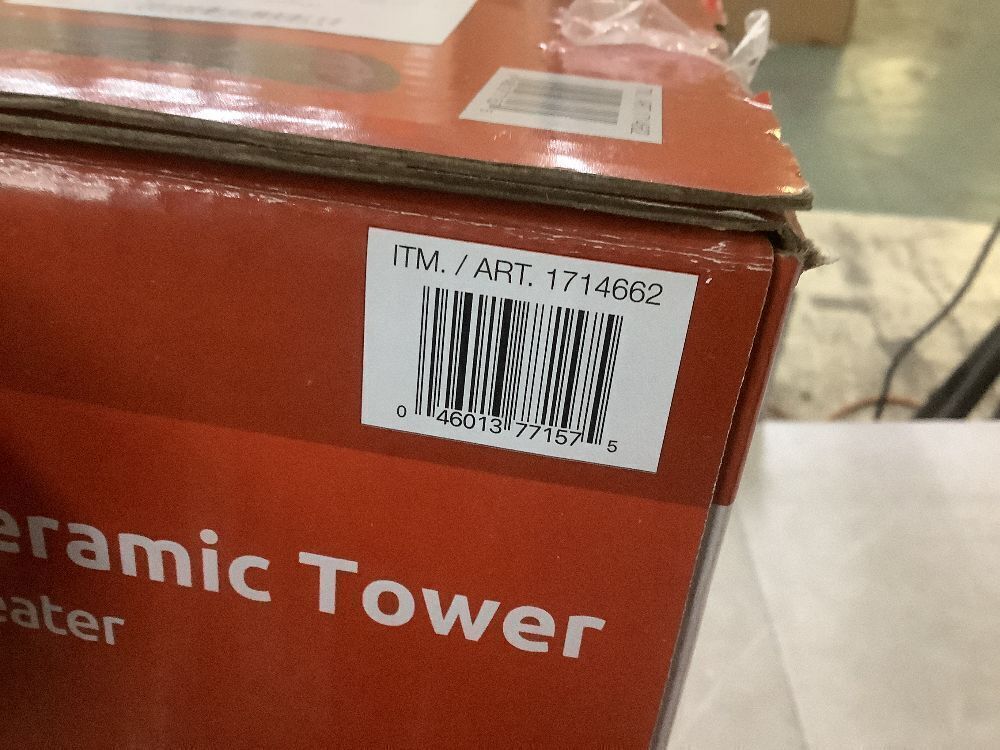 ITM. / ART. 1714662
0 46013 77157 5
eramic Tower
eater